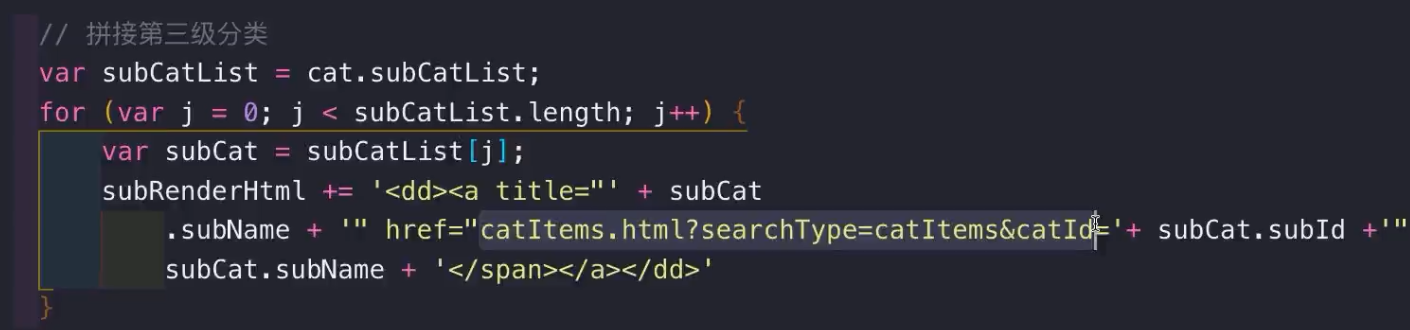 // 拼接第三级分类
var subCatList = cat.subCatList;
for (var j = 0; j < subCatList.length; j++) {
    var subCat = subCatList[j];
    subRenderHtml += '<dd><a title="' + subCat
        .subName + '" href="catItems.html?searchType=catItems&catId='+ subCat.subId +'"
        subCat.subName + '</span></a></dd>'
}